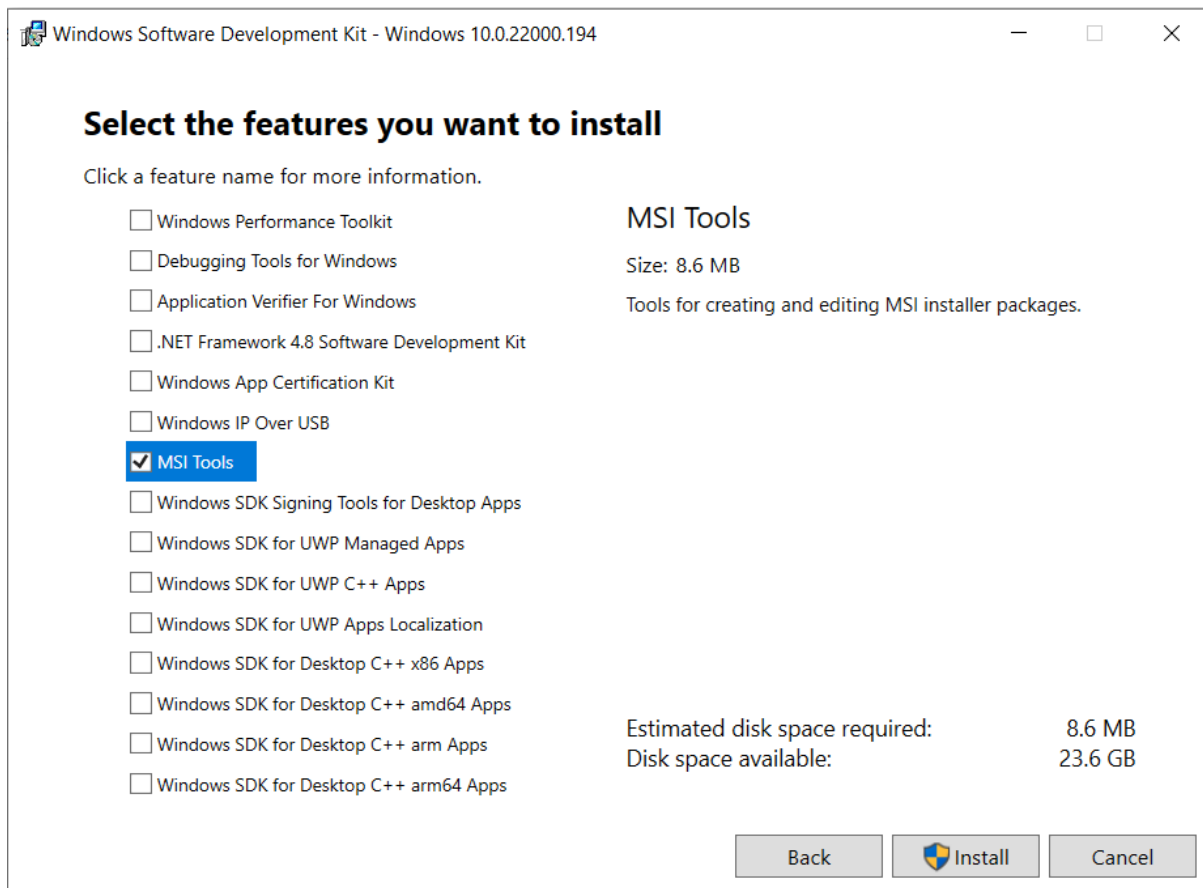 Windows Software Development Kit - Windows 10.0.22000.194
Select the features you want to install
Click a feature name for more information.
Windows Performance Toolkit
Debugging Tools for Windows
Application Verifier For Windows
.NET Framework 4.8 Software Development Kit
Windows App Certification Kit
Windows IP Over USB
MSI Tools
Windows SDK Signing Tools for Desktop Apps
Windows SDK for UWP Managed Apps
Windows SDK for UWP C++ Apps
Windows SDK for UWP Apps Localization
Windows SDK for Desktop C++ x86 Apps
Windows SDK for Desktop C++ amd64 Apps
Windows SDK for Desktop C++ arm Apps
Windows SDK for Desktop C++ arm64 Apps
MSI Tools
Size: 8.6 MB
Tools for creating and editing MSI installer packages.
Estimated disk space required: 8.6 MB
Disk space available: 23.6 GB
Back Install Cancel